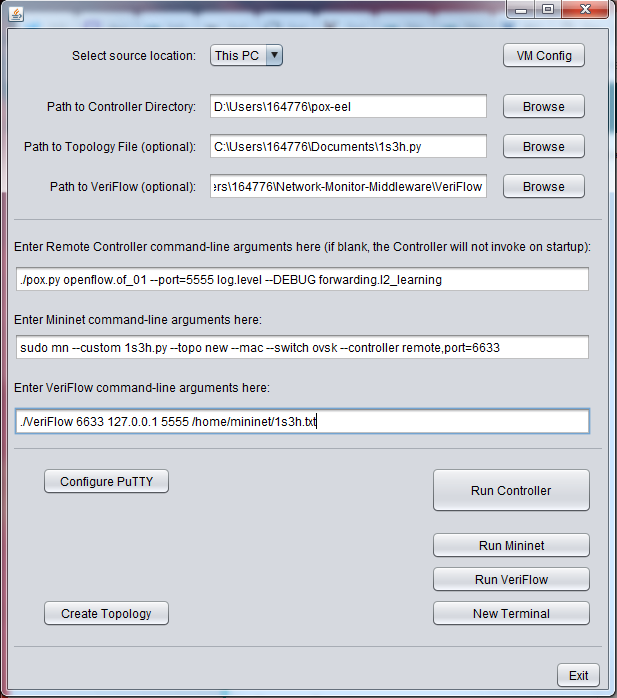 Select source location: This PC VM Config
Path to Controller Directory: D:\Users\164776\pox-eel Browse
Path to Topology File (optional): C:\Users\164776\Documents\1s3h.py Browse
Path to VeriFlow (optional): ers\164776\Network-Monitor-Middleware\VeriFlow Browse
Enter Remote Controller command-line arguments here (if blank, the Controller will not invoke on startup):
./pox.py openflow.of_01 --port=5555 log.level --DEBUG forwarding.l2_learning
Enter Mininet command-line arguments here:
sudo mn --custom 1s3h.py --topo new --mac --switch ovsk --controller remote,port=6633
Enter VeriFlow command-line arguments here:
./VeriFlow 6633 127.0.0.1 5555 /home/mininet/1s3h.txt
Configure PuTTY Run Controller
Run Mininet
Run VeriFlow
Create Topology New Terminal
Exit